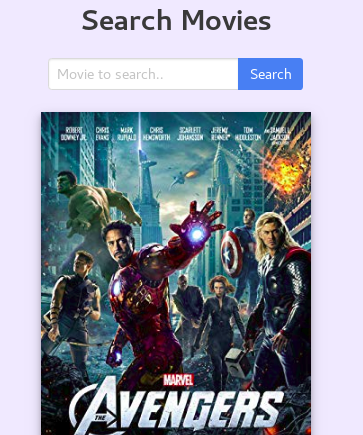 Search Movies
Movie to search..
Search
ROBERT DOWNEY JR. CHRIS EVANS MARK RUFFALO CHRIS HEMSWORTH SCARLETT JOHANSSON JEREMY RENNER TOM HIDDLESTON AND SAMUEL L. JACKSON
MARVEL
THE AVENGERS